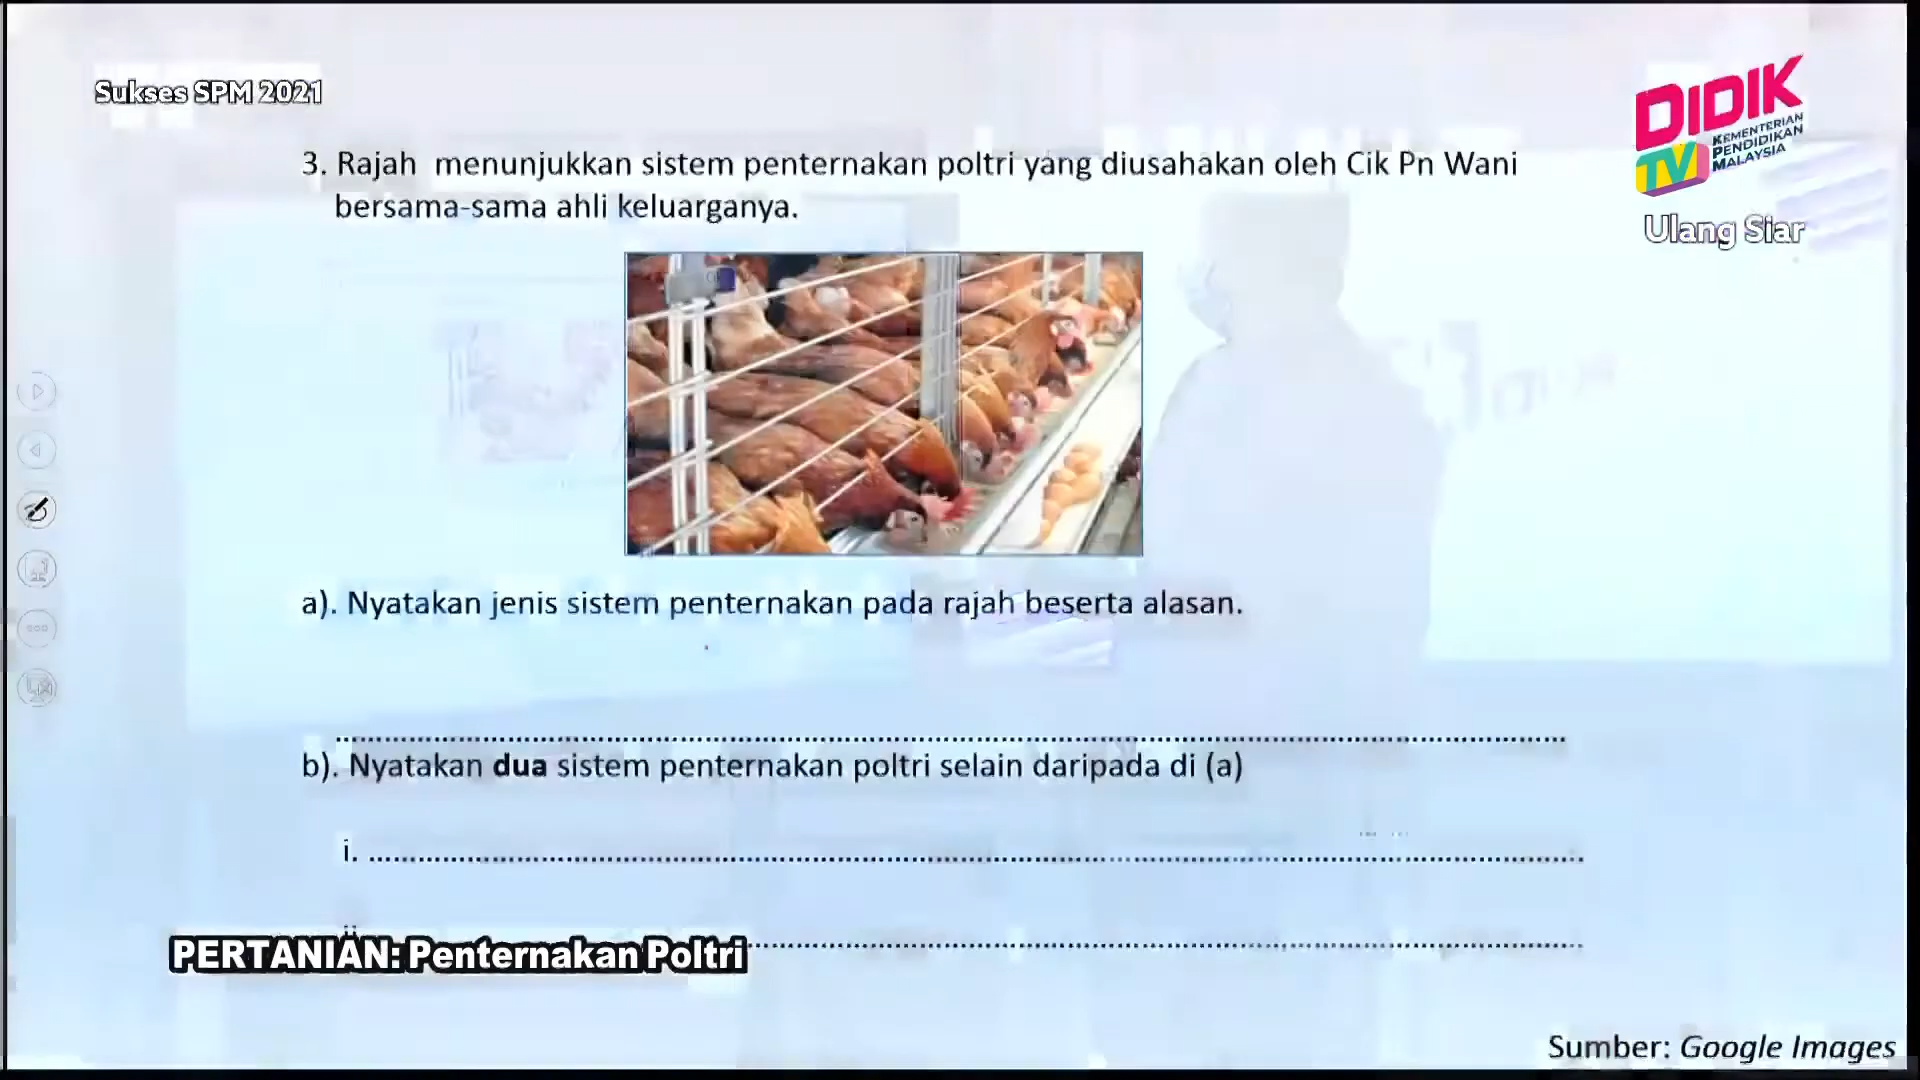 Sukses SPM 2021
DIDIK
TV
KEMENTERIAN
PENDIDIKAN
MALAYSIA
Ulang Siar
3. Rajah menunjukkan sistem penternakan poltri yang diusahakan oleh Cik Pn Wani
bersama-sama ahli keluarganya.
a). Nyatakan jenis sistem penternakan pada rajah beserta alasan.
b). Nyatakan dua sistem penternakan poltri selain daripada di (a)
i.
PERTANIAN: Penternakan Poltri
Sumber: Google Images